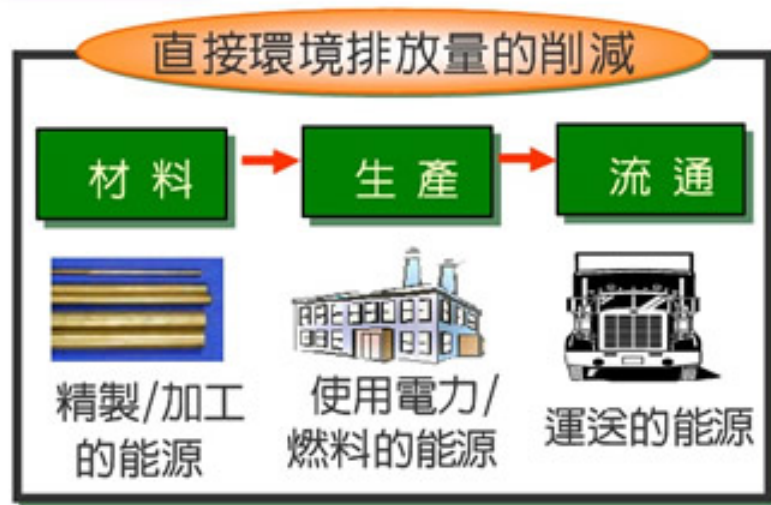 直接環境排放量的削減
材料
生產
流通
精製/加工
的能源
使用電力/
燃料的能源
運送的能源